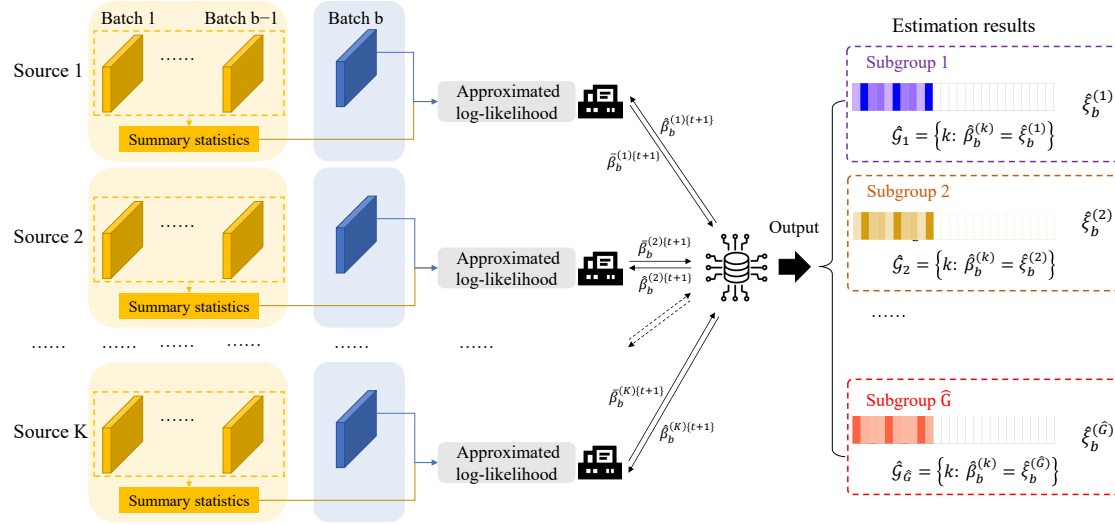 Batch 1
Batch b−1
Batch b
Estimation results
Source 1
……
Summary statistics
Approximated
log-likelihood
β̂_b^{(1){t+1}}
β̄_b^{(1){t+1}}
Subgroup 1
ξ̂_b^{(1)}
𝒢̂_1 = {k: β̂_b^{(k)} = ξ̂_b^{(1)}}
Source 2
……
Summary statistics
Approximated
log-likelihood
β̄_b^{(2){t+1}}
β̂_b^{(2){t+1}}
Output
Subgroup 2
ξ̂_b^{(2)}
𝒢̂_2 = {k: β̂_b^{(k)} = ξ̂_b^{(2)}}
……
…… …… …… …… …… ……
Source K
……
Summary statistics
Approximated
log-likelihood
β̄_b^{(K){t+1}}
β̂_b^{(K){t+1}}
Subgroup Ĝ
ξ̂_b^{(Ĝ)}
𝒢̂_Ĝ = {k: β̂_b^{(k)} = ξ̂_b^{(Ĝ)}}